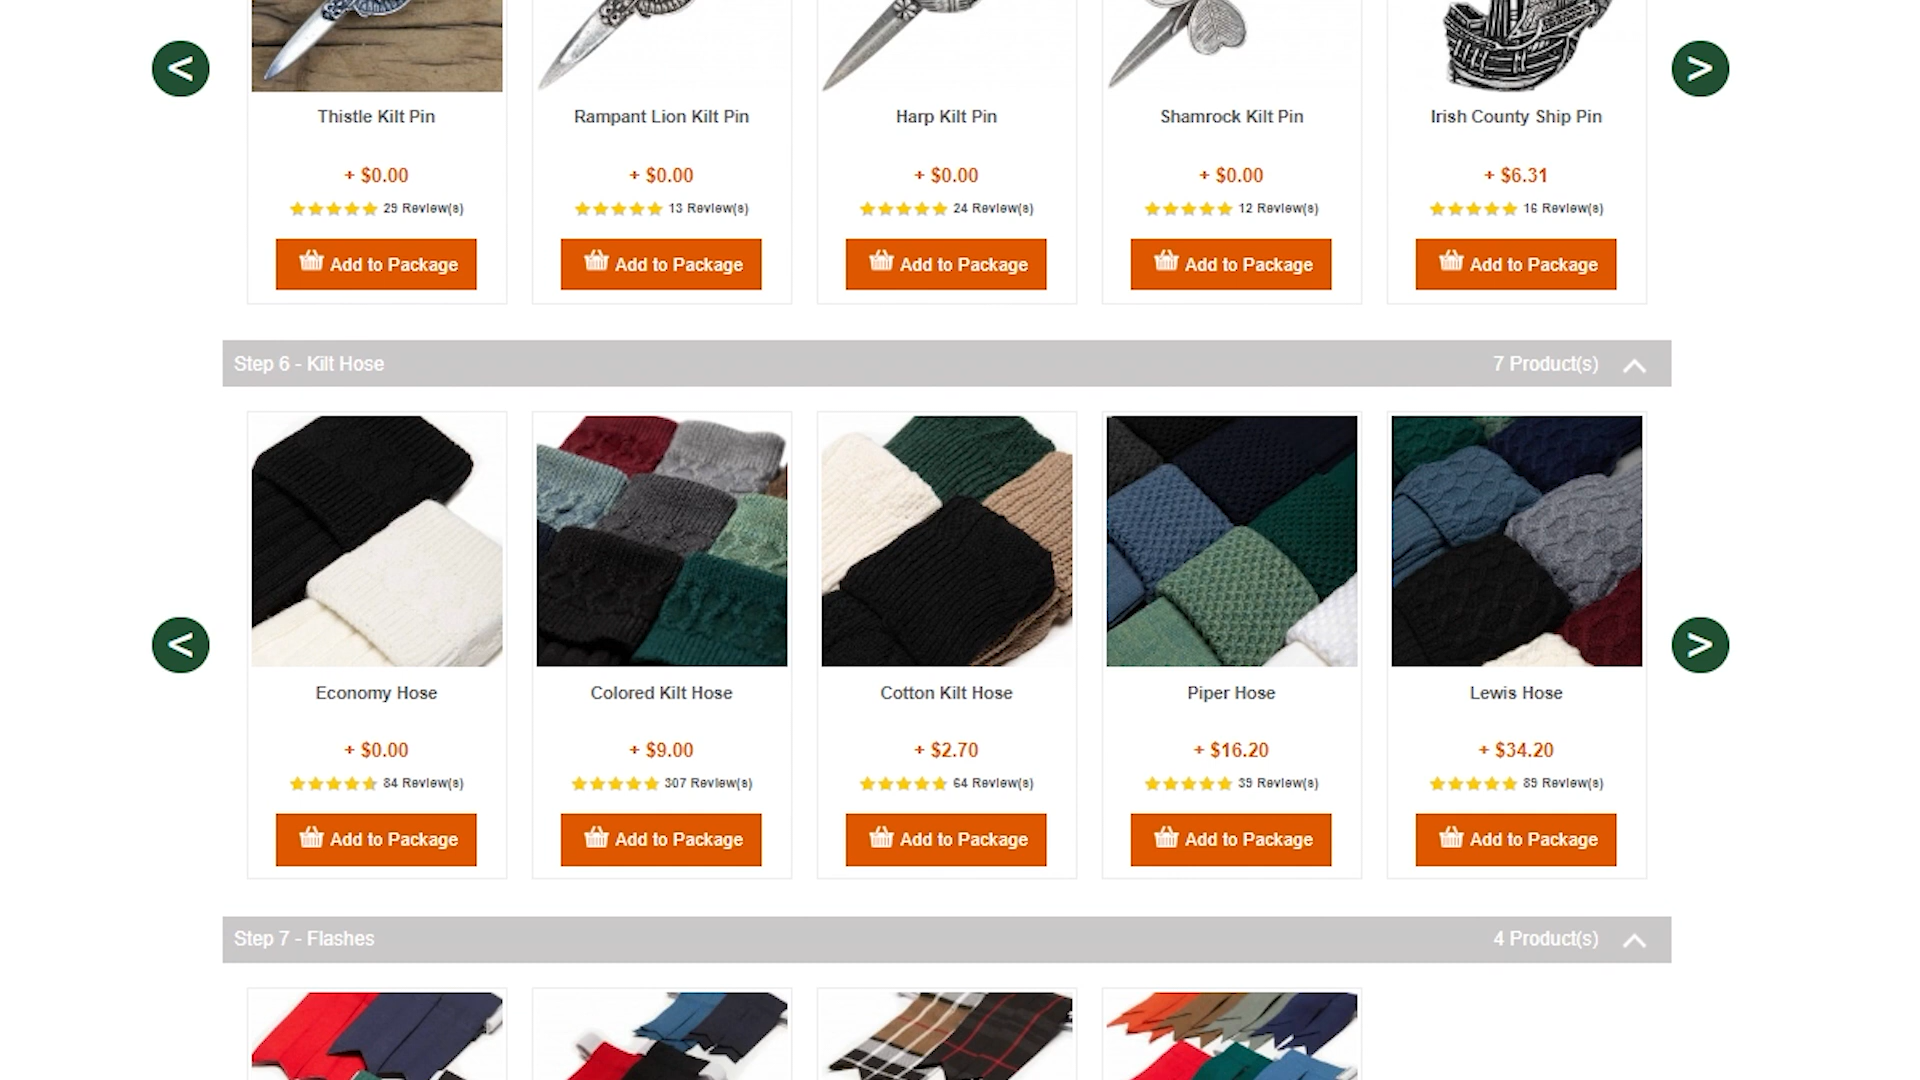 Thistle Kilt Pin
Rampant Lion Kilt Pin
Harp Kilt Pin
Shamrock Kilt Pin
Irish County Ship Pin
+ $0.00
+ $0.00
+ $0.00
+ $0.00
+ $6.31
29 Review(s)
13 Review(s)
24 Review(s)
12 Review(s)
16 Review(s)
Add to Package
Add to Package
Add to Package
Add to Package
Add to Package
<
>
Step 6 - Kilt Hose
7 Product(s)
Economy Hose
Colored Kilt Hose
Cotton Kilt Hose
Piper Hose
Lewis Hose
+ $0.00
+ $9.00
+ $2.70
+ $16.20
+ $34.20
84 Review(s)
307 Review(s)
64 Review(s)
39 Review(s)
89 Review(s)
Add to Package
Add to Package
Add to Package
Add to Package
Add to Package
<
>
Step 7 - Flashes
4 Product(s)